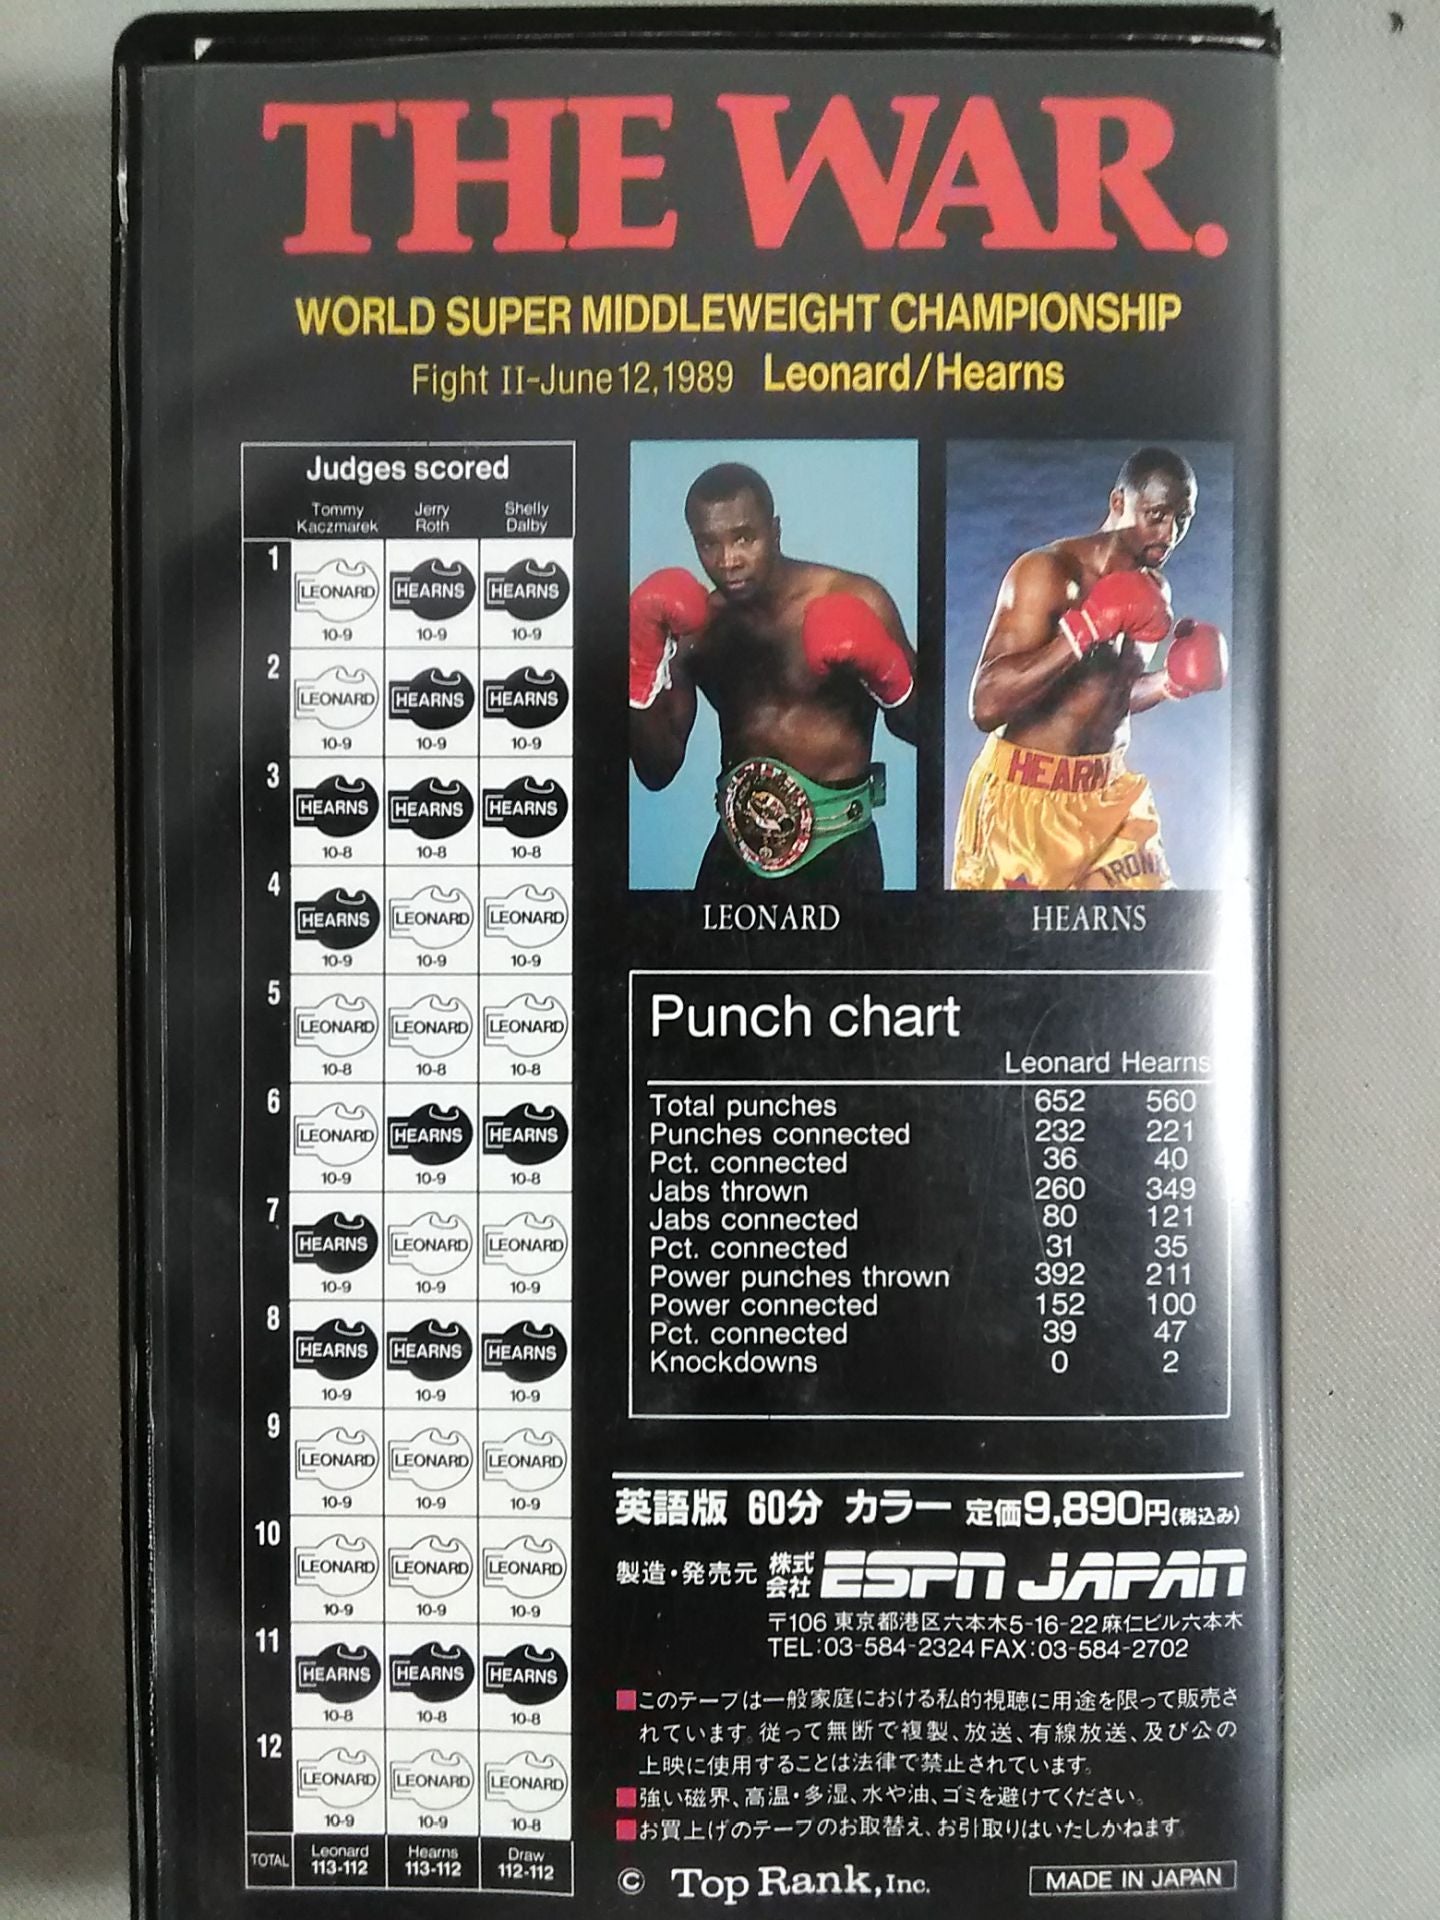 THE WAR.
WORLD SUPER MIDDLEWEIGHT CHAMPIONSHIP
Fight II-June 12, 1989 Leonard/Hearns
Judges scored
Tommy Kaczmarek Jerry Roth Shelly Dalby
1 LEONARD HEARNS HEARNS
10-9 10-9 10-9
2 LEONARD HEARNS HEARNS
10-9 10-9 10-9
3 HEARNS HEARNS HEARNS
10-8 10-8 10-8
4 HEARNS LEONARD LEONARD
10-9 10-9 10-9
5 LEONARD LEONARD LEONARD
10-8 10-8 10-8
6 LEONARD HEARNS HEARNS
10-9 10-9 10-8
7 HEARNS LEONARD LEONARD
10-9 10-9 10-9
8 HEARNS HEARNS HEARNS
10-9 10-9 10-9
9 LEONARD LEONARD LEONARD
10-9 10-9 10-9
10 LEONARD LEONARD LEONARD
10-9 10-9 10-9
11 HEARNS HEARNS HEARNS
10-8 10-8 10-8
12 LEONARD LEONARD LEONARD
10-9 10-9 10-8
TOTAL Leonard 113-112 Hearns 113-112 Draw 112-112
HEARN
IRON
LEONARD HEARNS
Punch chart
Leonard Hearns
Total punches 652 560
Punches connected 232 221
Pct. connected 36 40
Jabs thrown 260 349
Jabs connected 80 121
Pct. connected 31 35
Power punches thrown 392 211
Power connected 152 100
Pct. connected 39 47
Knockdowns 0 2
英語版 60分 カラー 定価9,890円(税込み)
製造・発売元 株式会社 ESPN JAPAN
〒106 東京都港区六本木5-16-22麻仁ビル六本木
TEL:03-584-2324 FAX:03-584-2702
■このテープは一般家庭における私的視聴に用途を限って販売さ
れています。従って無断で複製、放送、有線放送、及び公の
上映に使用することは法律で禁止されています。
■強い磁界、高温・多湿、水や油、ゴミを避けてください。
■お買上げのテープのお取替え、お引取りはいたしかねます。
© Top Rank, Inc. MADE IN JAPAN